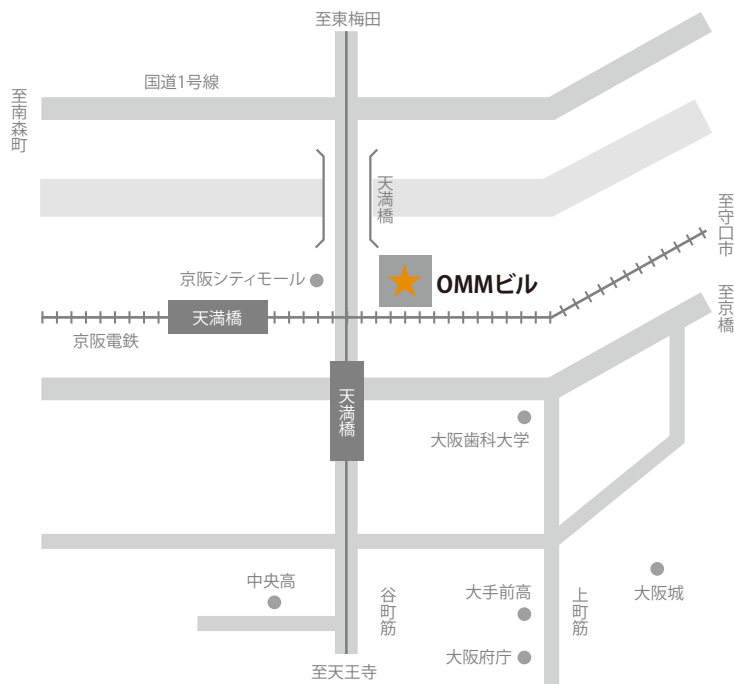 至東梅田
国道1号線
至南森町
天満橋
至守口市
京阪シティモール
OMMビル
至京橋
天満橋
京阪電鉄
天満橋
大阪歯科大学
中央高
谷町筋
大手前高
上町筋
大阪城
大阪府庁
至天王寺